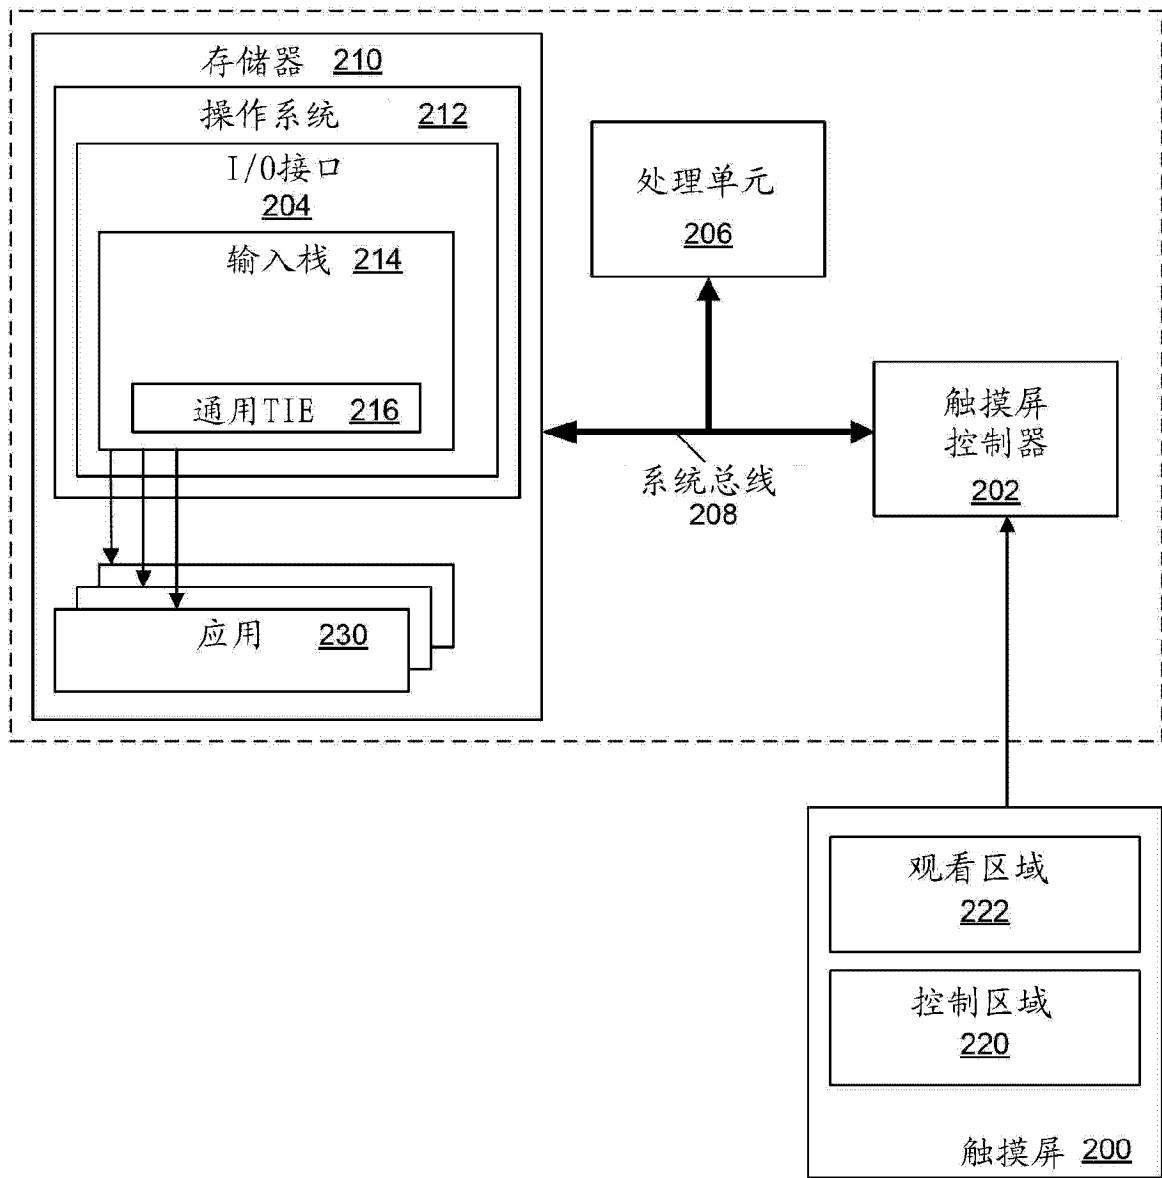 存储器 210
操作系统 212
I/O接口
204
输入栈 214
通用TIE 216
应用 230
处理单元
206
系统总线
208
触摸屏
控制器
202
观看区域
222
控制区域
220
触摸屏 200